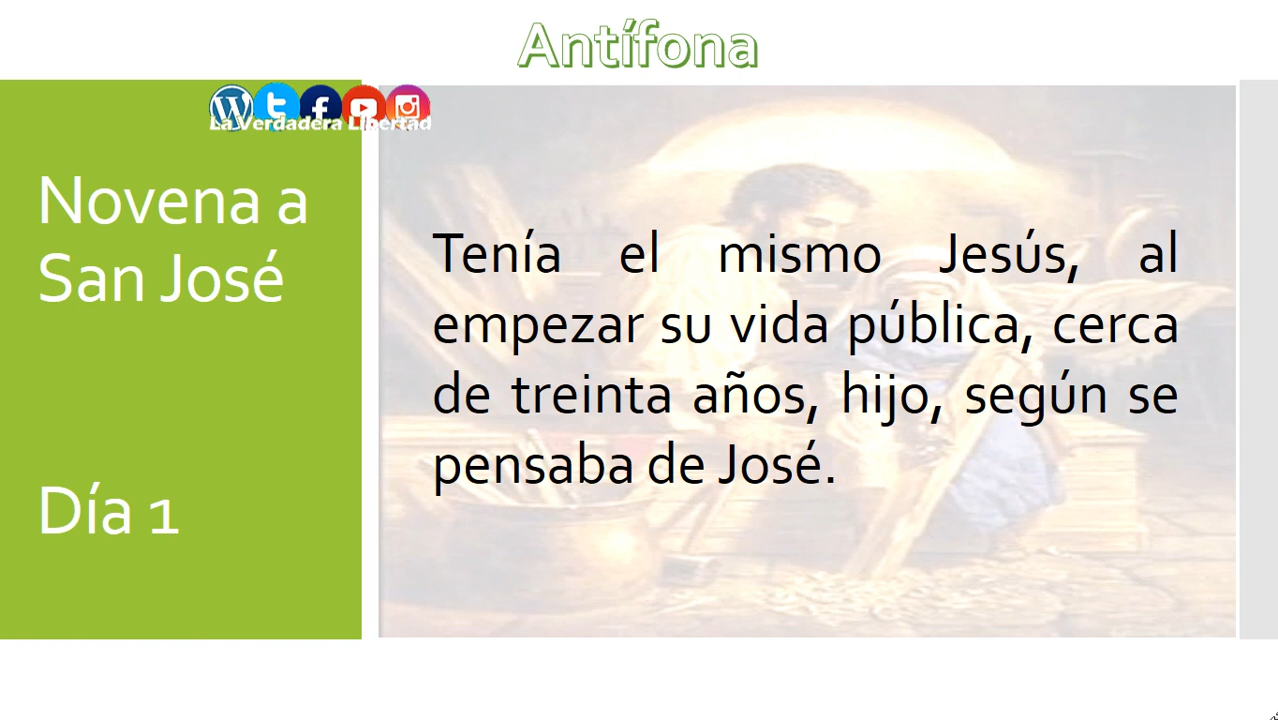 Antífona
La Verdadera Libertad
Novena a
San José
Día 1
Tenía el mismo Jesús, al
empezar su vida pública, cerca
de treinta años, hijo, según se
pensaba de José.